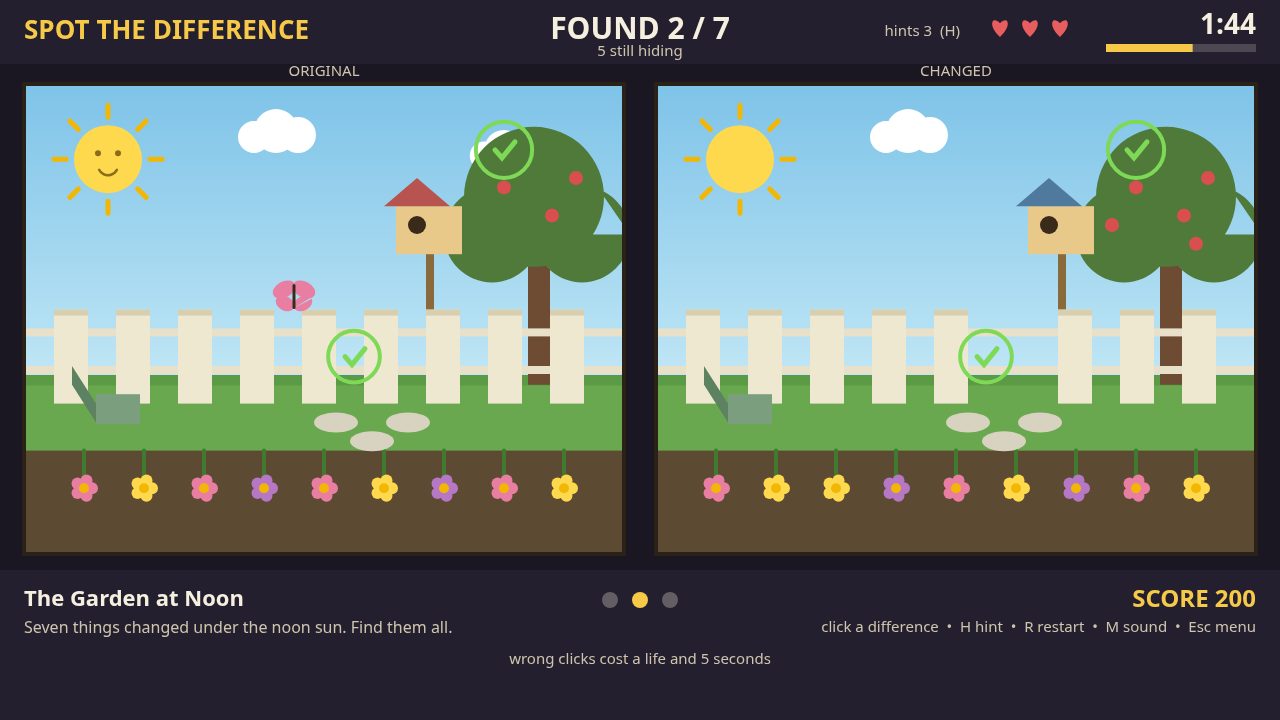 SPOT THE DIFFERENCE
FOUND 2 / 7
5 still hiding
hints 3 (H)
1:44
ORIGINAL
CHANGED
The Garden at Noon
Seven things changed under the noon sun. Find them all.
SCORE 200
click a difference • H hint • R restart • M sound • Esc menu
wrong clicks cost a life and 5 seconds